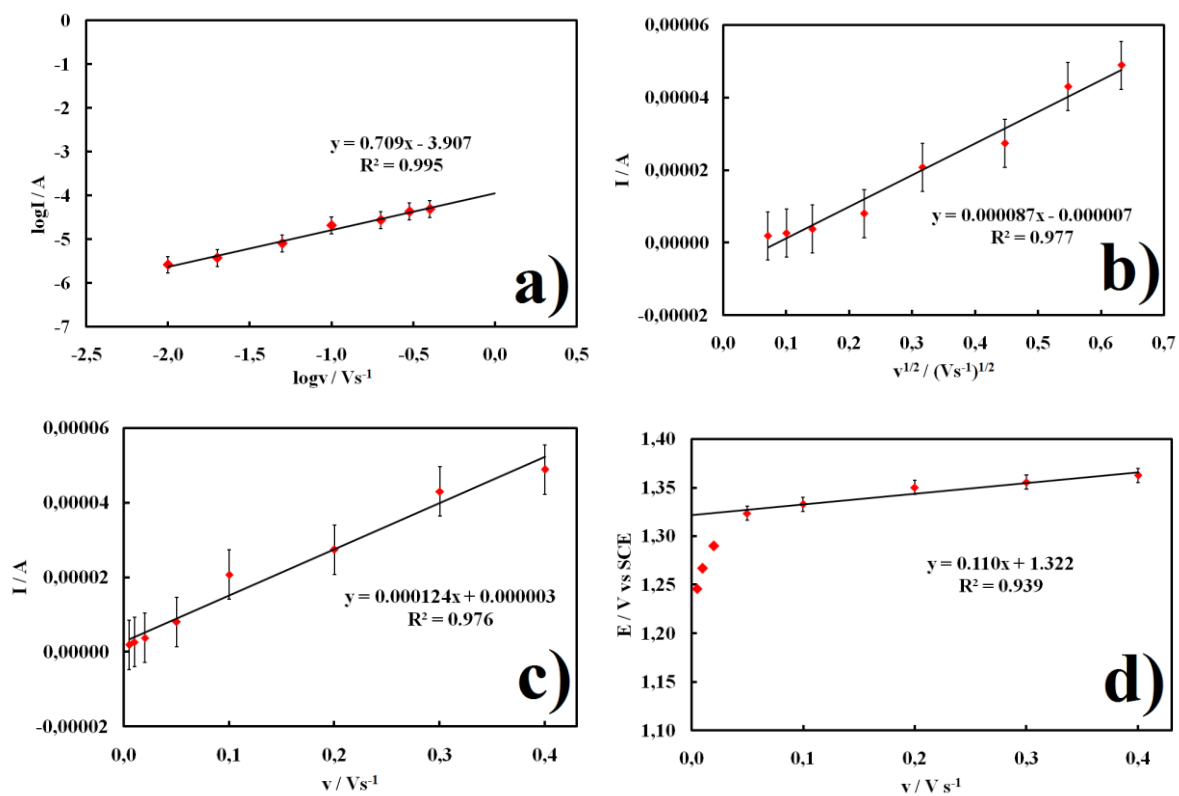 0
-1
-2
-3
-4
-5
-6
-7
logI / A
y = 0.709x - 3.907
R² = 0.995
a)
-2,5 -2,0 -1,5 -1,0 -0,5 0,0 0,5
logv / Vs⁻¹
0,00006
0,00004
0,00002
0,00000
-0,00002
I / A
y = 0.000087x - 0.000007
R² = 0.977
b)
0,0 0,1 0,2 0,3 0,4 0,5 0,6 0,7
v¹ᐟ² / (Vs⁻¹)¹ᐟ²
0,00006
0,00004
0,00002
0,00000
-0,00002
I / A
y = 0.000124x + 0.000003
R² = 0.976
c)
0,0 0,1 0,2 0,3 0,4
v / Vs⁻¹
1,40
1,35
1,30
1,25
1,20
1,15
1,10
E / V vs SCE
y = 0.110x + 1.322
R² = 0.939
d)
0,0 0,1 0,2 0,3 0,4
v / V s⁻¹